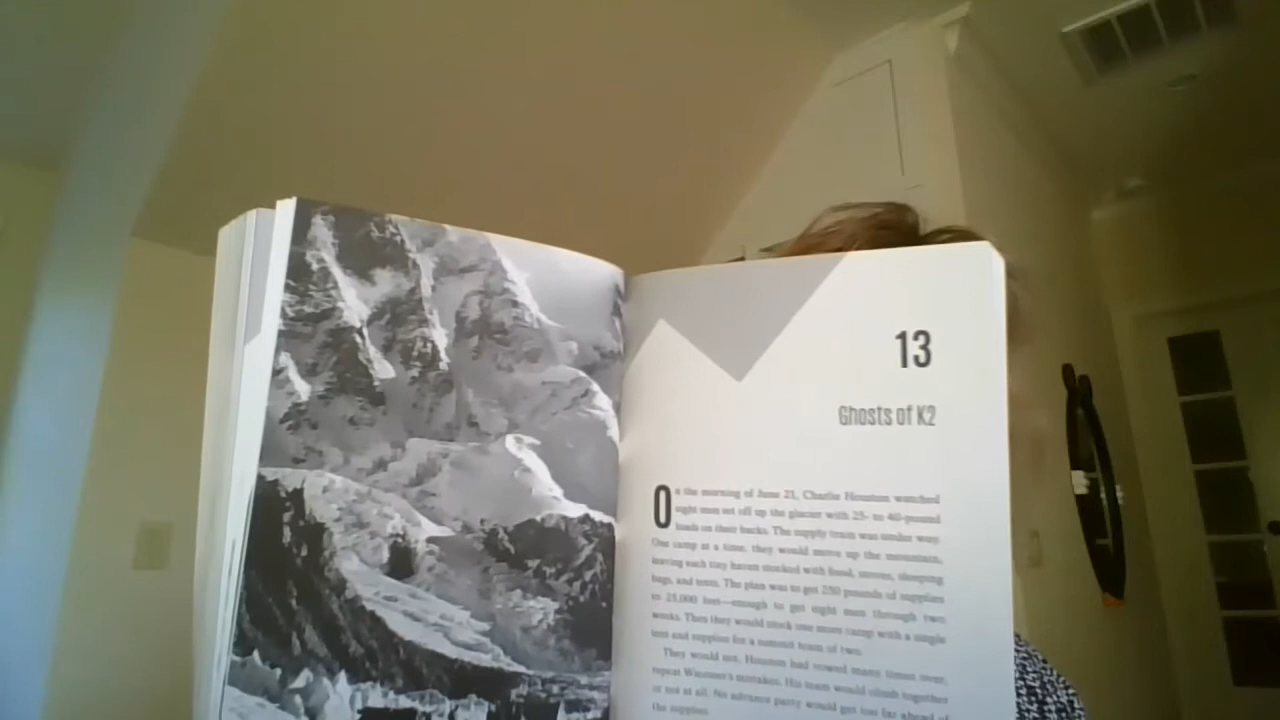 13
Ghosts of K2
On the morning of June 21, Charlie Houston watched
eight men set off up the glacier with 25- to 40-pound
loads on their backs. The supply train was under way.
One camp at a time, they would move up the mountain,
leaving each tiny haven stocked with food, stoves, sleeping
bags, and tents. The plan was to get 250 pounds of supplies
to 25,000 feet—enough to get eight men through two
weeks. Then they would stock one more camp with a single
tent and supplies for a summit team of two.
They would not, Houston had vowed many times over,
repeat Wiessner's mistakes. His team would climb together
or not at all. No advance party would get too far ahead of
the supplies.